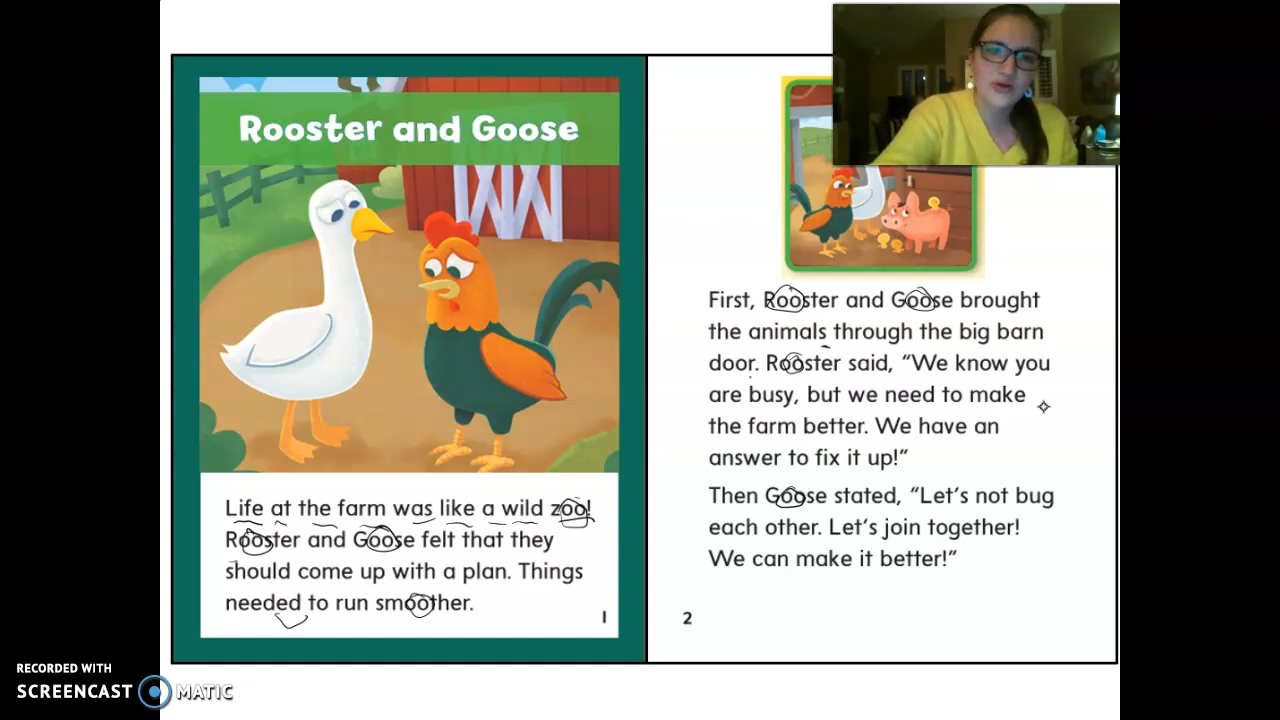 Rooster and Goose
Life at the farm was like a wild zoo!
Rooster and Goose felt that they
should come up with a plan. Things
needed to run smoother.
1
First, Rooster and Goose brought
the animals through the big barn
door. Rooster said, “We know you
are busy, but we need to make
the farm better. We have an
answer to fix it up!”
Then Goose stated, “Let’s not bug
each other. Let’s join together!
We can make it better!”
2
RECORDED WITH
SCREENCAST MATIC